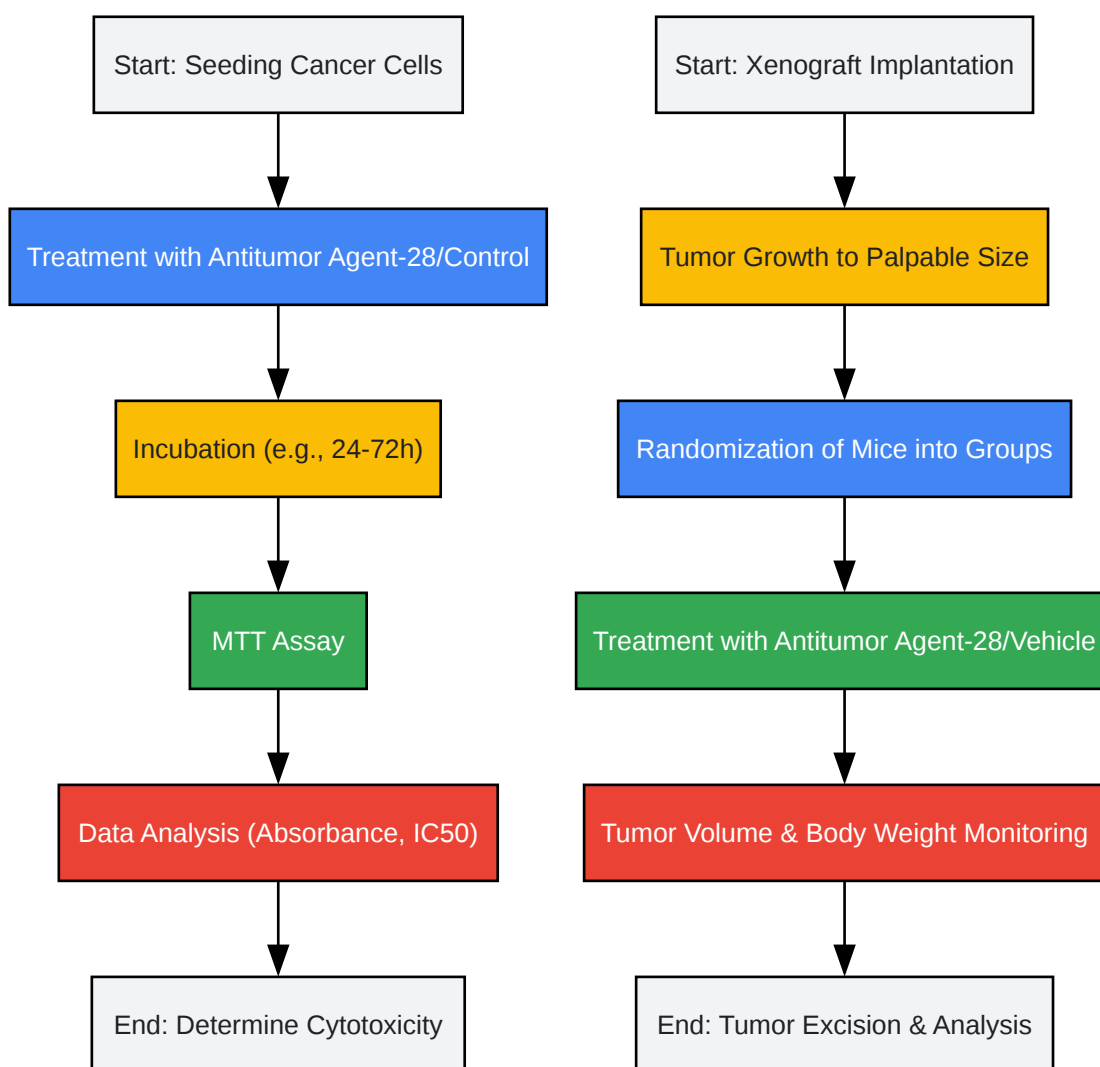 Start: Seeding Cancer Cells
Treatment with Antitumor Agent-28/Control
Incubation (e.g., 24-72h)
MTT Assay
Data Analysis (Absorbance, IC50)
End: Determine Cytotoxicity
Start: Xenograft Implantation
Tumor Growth to Palpable Size
Randomization of Mice into Groups
Treatment with Antitumor Agent-28/Vehicle
Tumor Volume & Body Weight Monitoring
End: Tumor Excision & Analysis